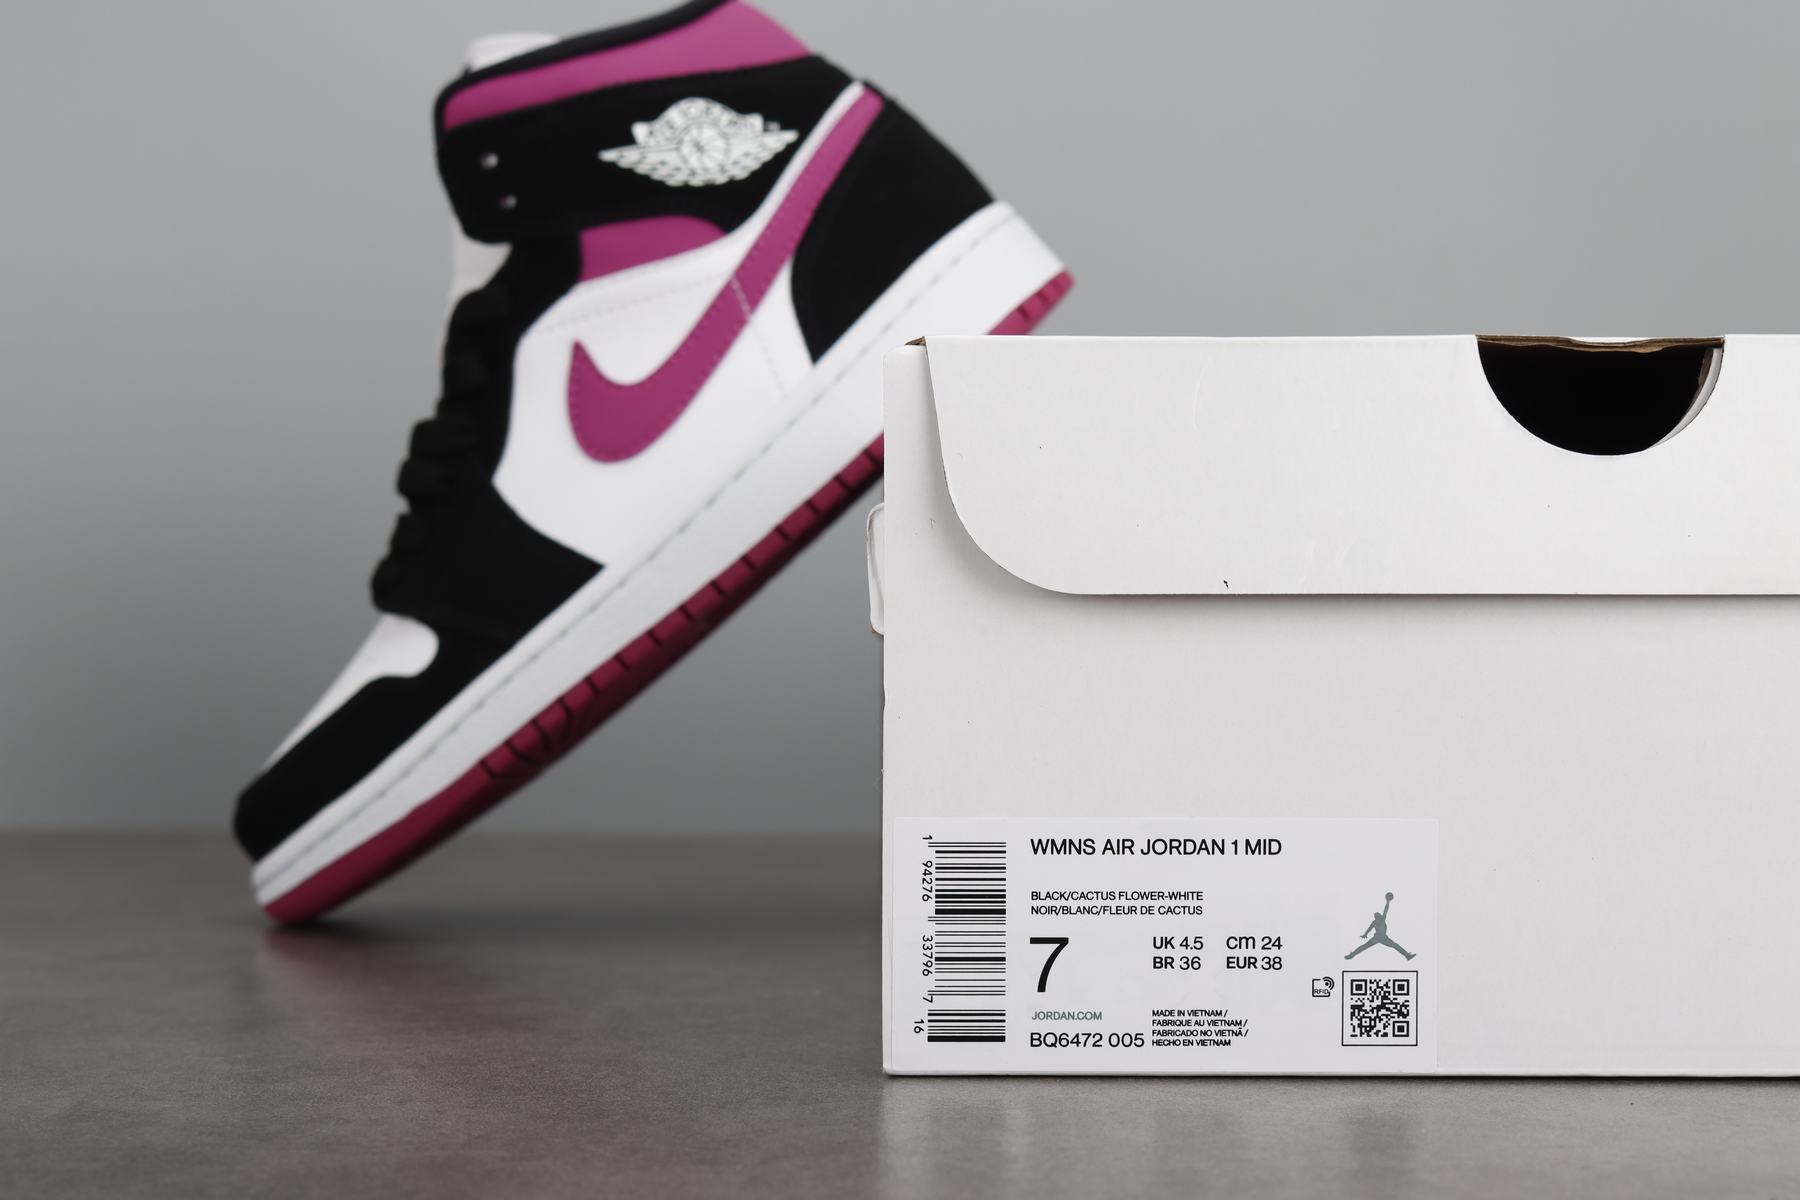 WMNS AIR JORDAN 1 MID
BLACK/CACTUS FLOWER-WHITE
NOIR/BLANC/FLEUR DE CACTUS
7
UK 4.5 cm 24
BR 36 EUR 38
JORDAN.COM
BQ6472 005
MADE IN VIETNAM /
FABRIQUE AU VIETNAM /
FABRICADO NO VIETNÃ /
HECHO EN VIETNAM
RFID
1 94276 33796 7 16